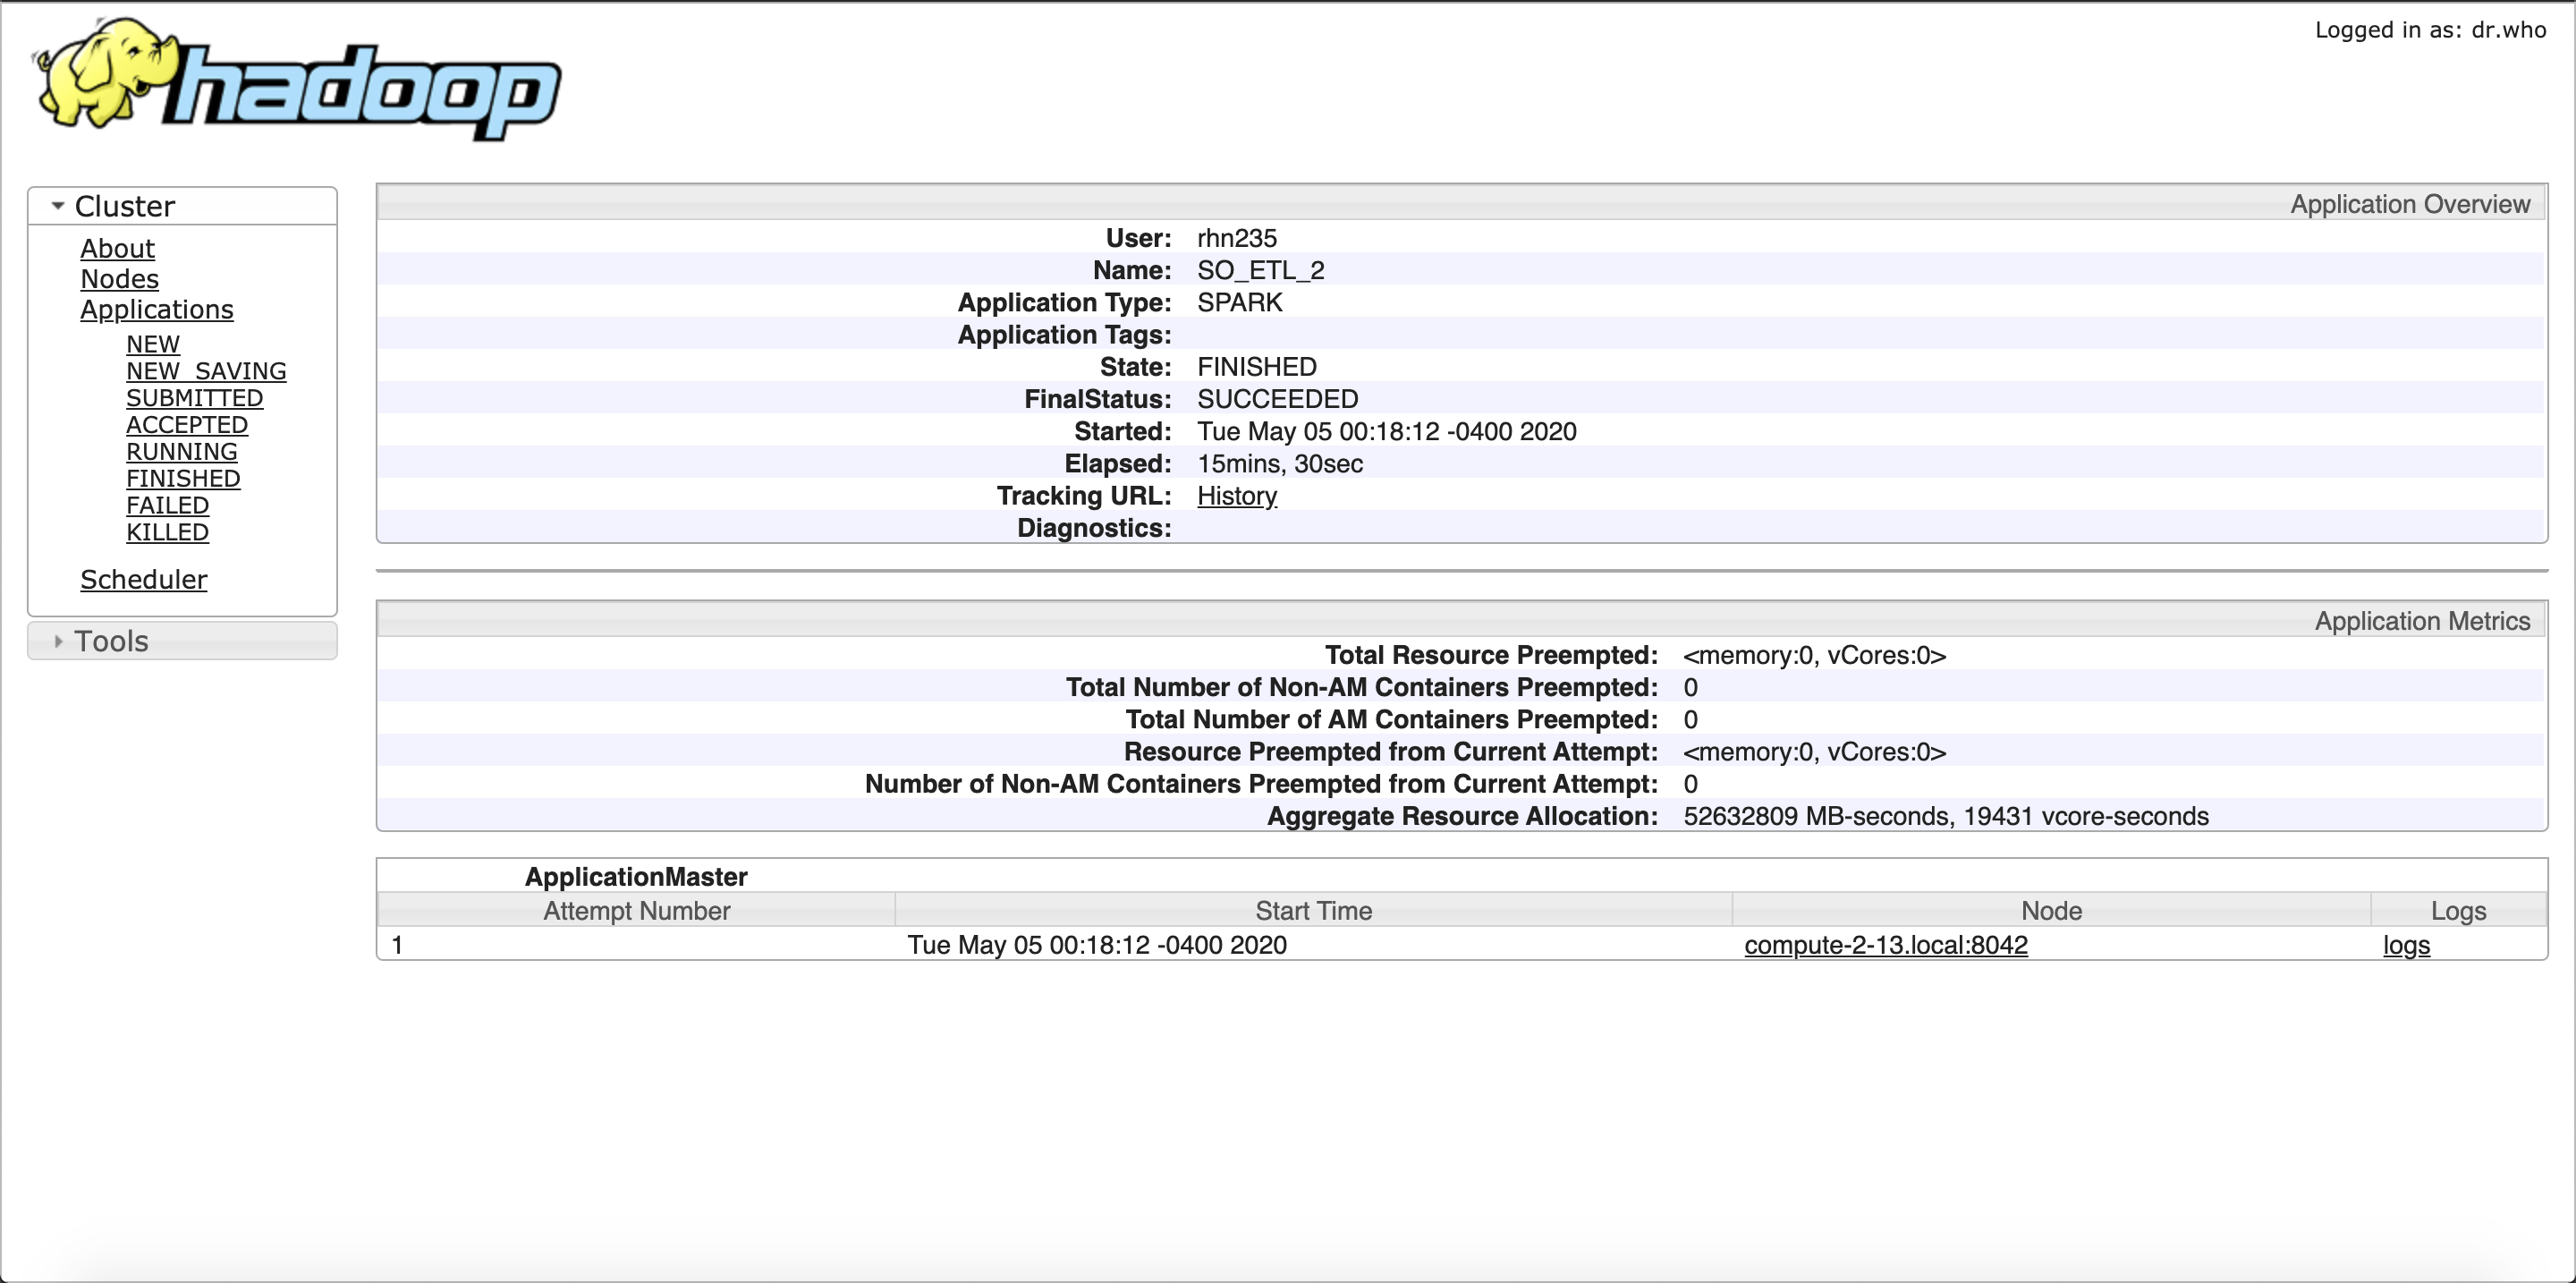 Logged in as: dr.who
hadoop
Cluster
About
Nodes
Applications
NEW
NEW_SAVING
SUBMITTED
ACCEPTED
RUNNING
FINISHED
FAILED
KILLED
Scheduler
Tools
Application Overview
User: rhn235
Name: SO_ETL_2
Application Type: SPARK
Application Tags:
State: FINISHED
FinalStatus: SUCCEEDED
Started: Tue May 05 00:18:12 -0400 2020
Elapsed: 15mins, 30sec
Tracking URL: History
Diagnostics:
Application Metrics
Total Resource Preempted: <memory:0, vCores:0>
Total Number of Non-AM Containers Preempted: 0
Total Number of AM Containers Preempted: 0
Resource Preempted from Current Attempt: <memory:0, vCores:0>
Number of Non-AM Containers Preempted from Current Attempt: 0
Aggregate Resource Allocation: 52632809 MB-seconds, 19431 vcore-seconds
ApplicationMaster
Attempt Number Start Time Node Logs
1 Tue May 05 00:18:12 -0400 2020 compute-2-13.local:8042 logs